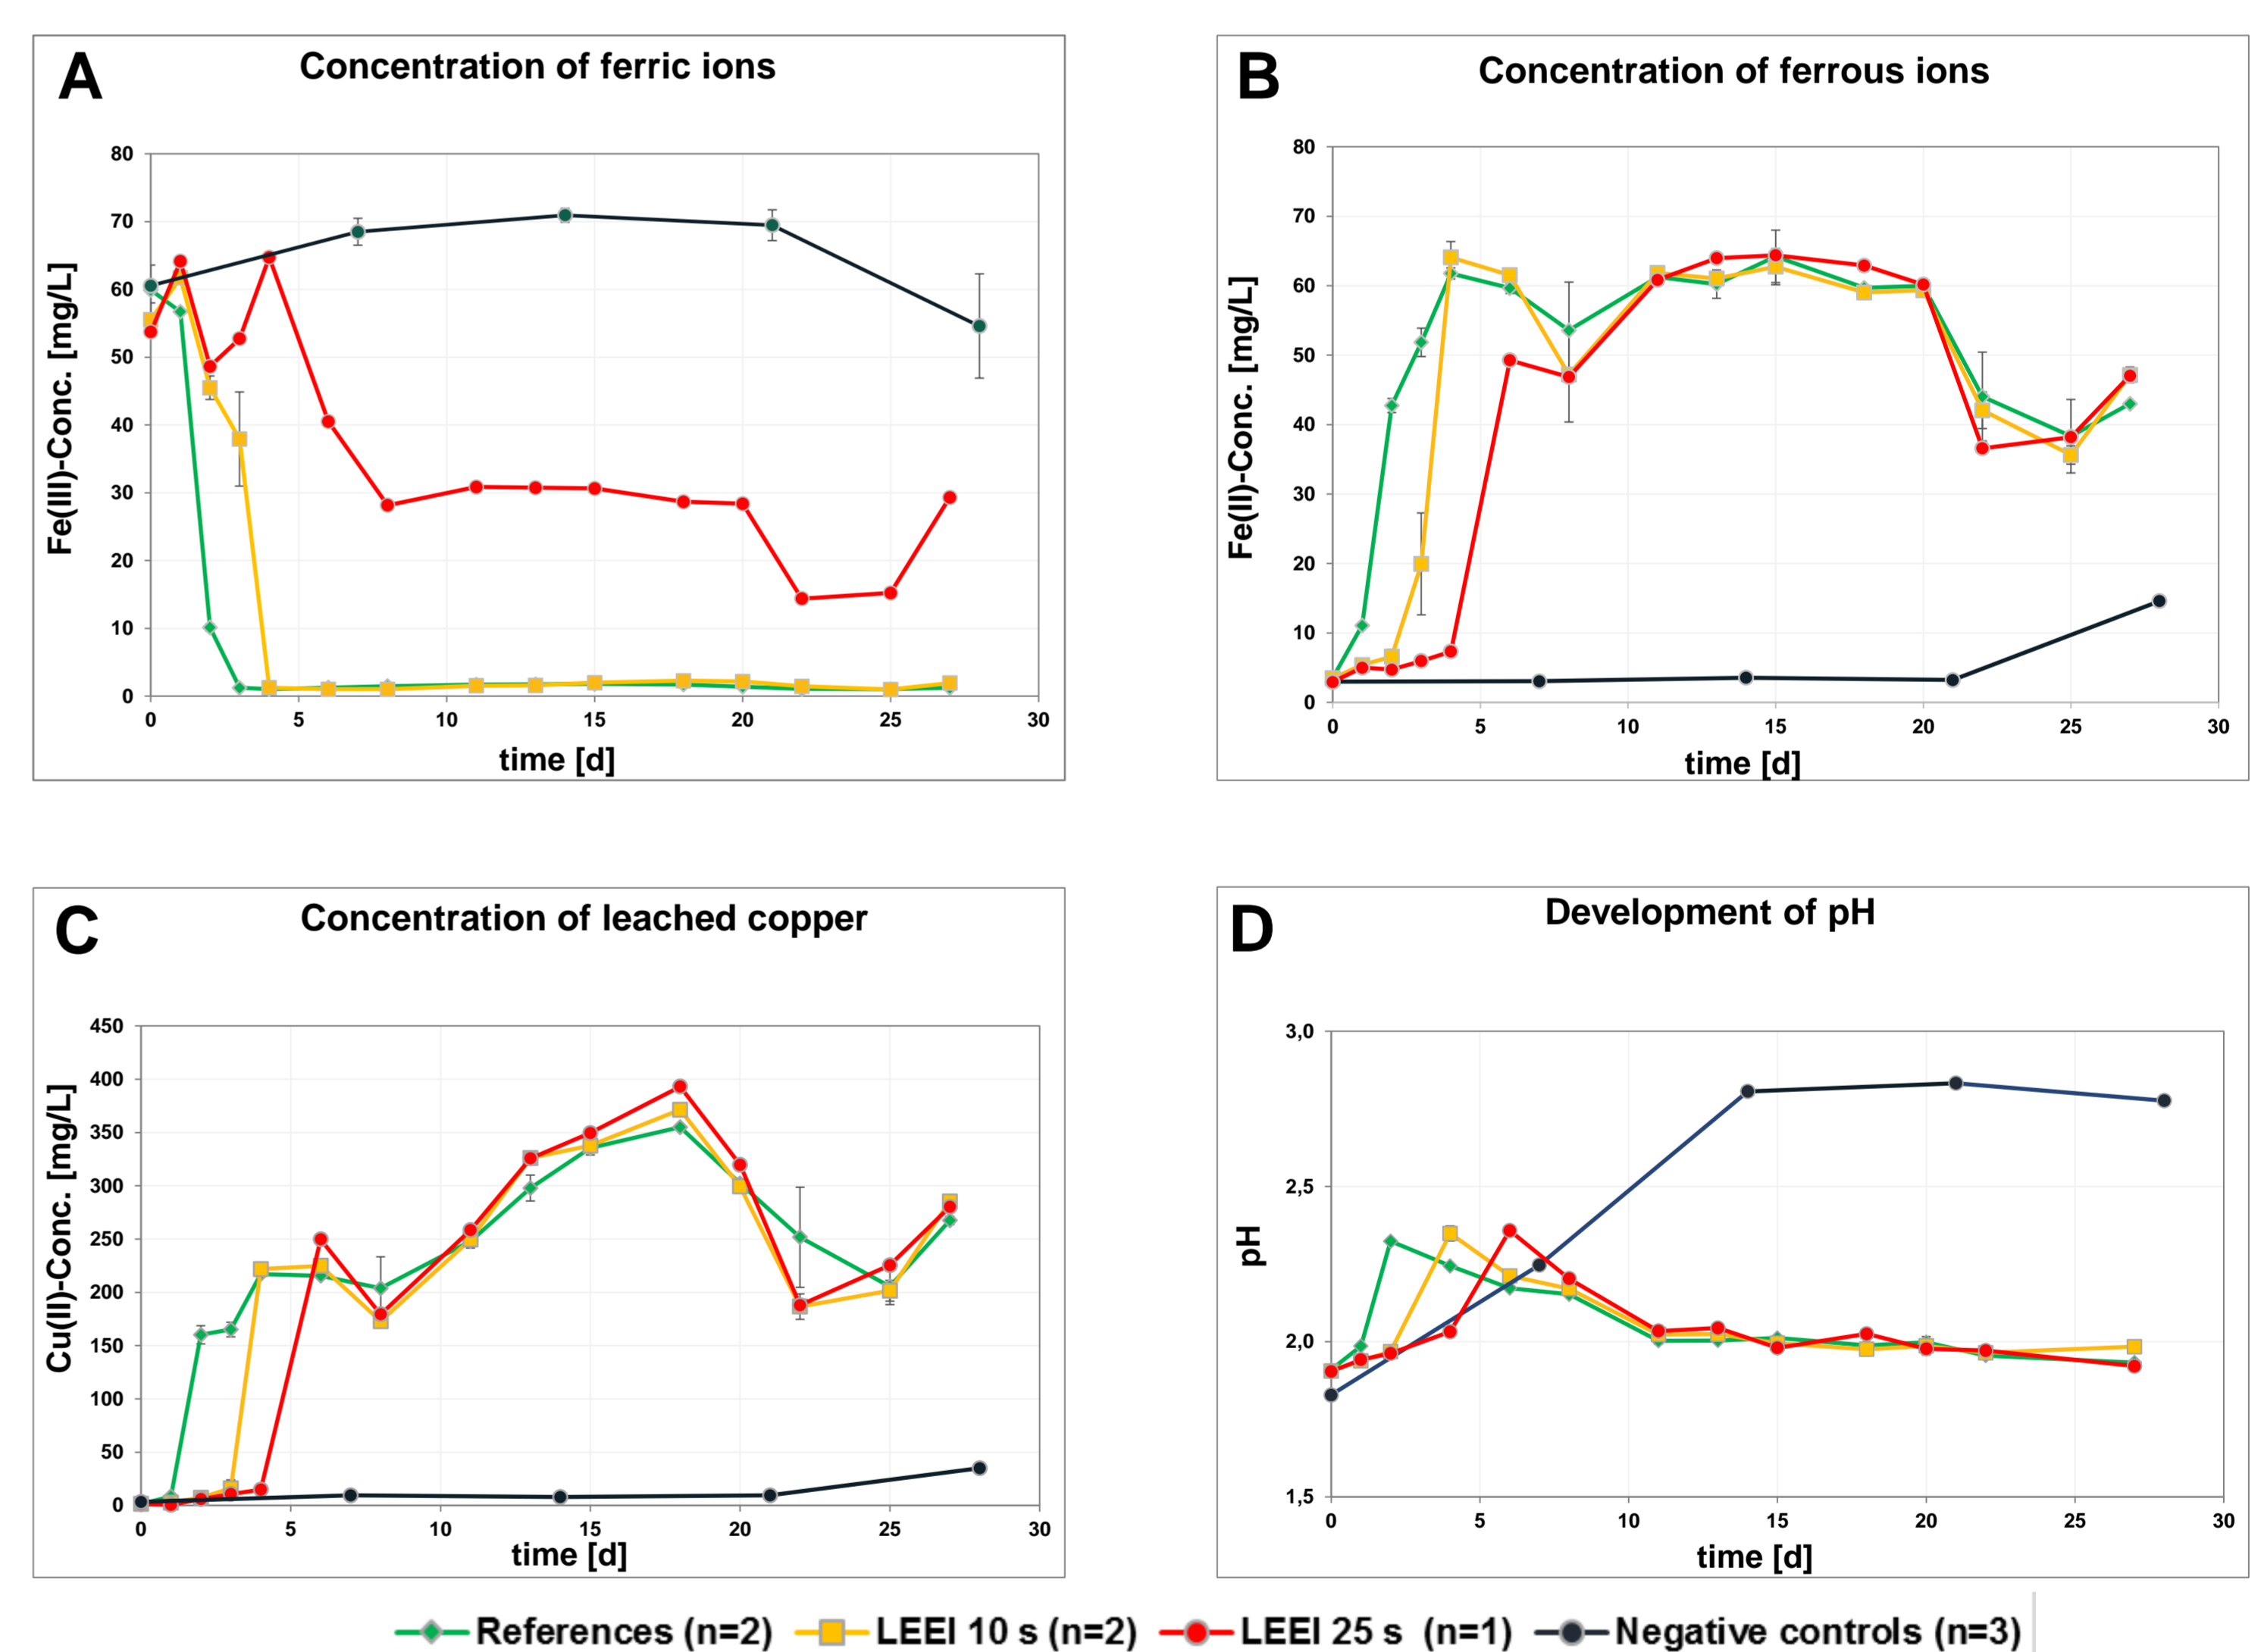 A
Concentration of ferric ions
80
70
60
50
40
30
20
10
0
Fe(III)-Conc. [mg/L]
0 5 10 15 20 25 30
time [d]
B
Concentration of ferrous ions
80
70
60
50
40
30
20
10
0
Fe(II)-Conc. [mg/L]
0 5 10 15 20 25 30
time [d]
C
Concentration of leached copper
450
400
350
300
250
200
150
100
50
0
Cu(II)-Conc. [mg/L]
0 5 10 15 20 25 30
time [d]
D
Development of pH
3,0
2,5
2,0
1,5
pH
0 5 10 15 20 25 30
time [d]
References (n=2) LEEI 10 s (n=2) LEEI 25 s (n=1) Negative controls (n=3)